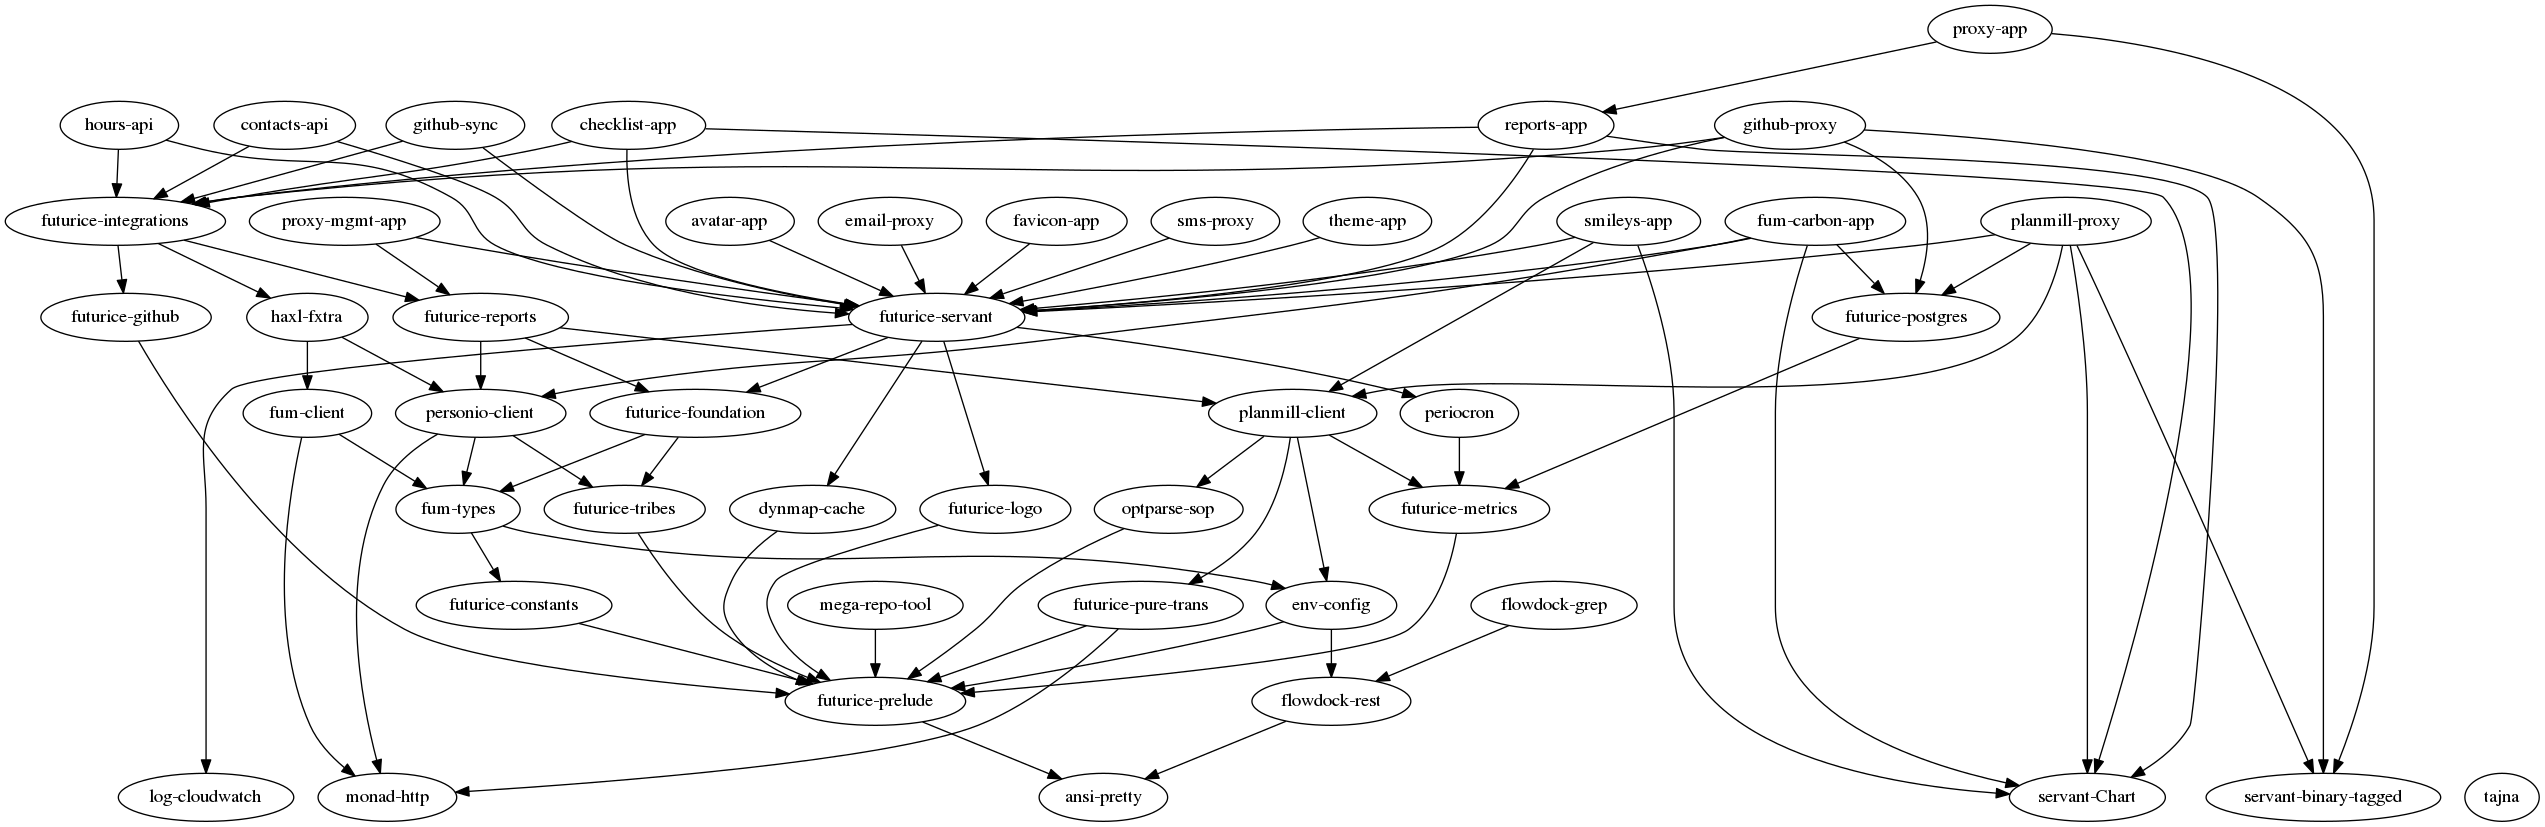 proxy-app
hours-api
contacts-api
github-sync
checklist-app
reports-app
github-proxy
futurice-integrations
proxy-mgmt-app
avatar-app
email-proxy
favicon-app
sms-proxy
theme-app
smileys-app
fum-carbon-app
planmill-proxy
futurice-github
haxl-fxtra
futurice-reports
futurice-servant
futurice-postgres
fum-client
personio-client
futurice-foundation
planmill-client
periocron
fum-types
futurice-tribes
dynmap-cache
futurice-logo
optparse-sop
futurice-metrics
futurice-constants
mega-repo-tool
futurice-pure-trans
env-config
flowdock-grep
futurice-prelude
flowdock-rest
log-cloudwatch
monad-http
ansi-pretty
servant-Chart
servant-binary-tagged
tajna